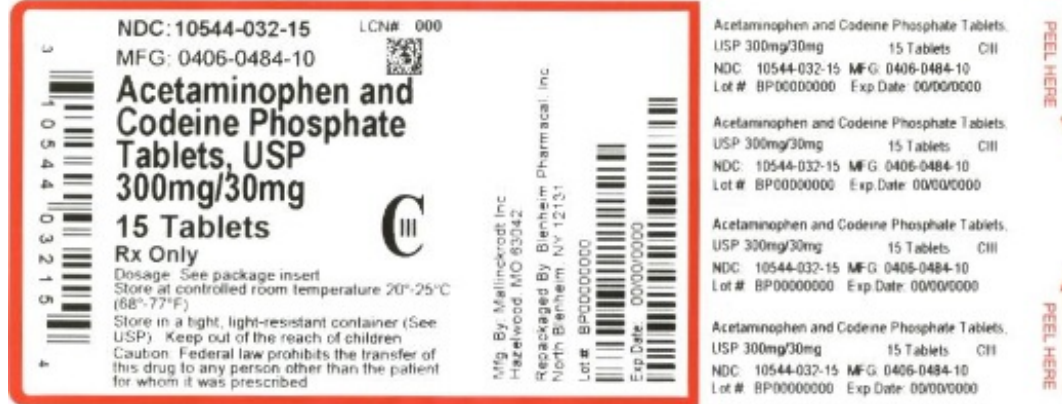 NDC: 10544-032-15 LCN# 000
MFG: 0406-0484-10
Acetaminophen and
Codeine Phosphate
Tablets, USP
300mg/30mg
15 Tablets
CIII
Rx Only
Dosage See package insert
Store at controlled room temperature 20°-25°C
(68°-77°F)
Store in a tight, light-resistant container (See
USP) Keep out of the reach of children
Caution: Federal law prohibits the transfer of
this drug to any person other than the patient
for whom it was prescribed
3 10544 03215 4
Mfg. By: Mallinckrodt Inc
Hazelwood, MO 63042
Repackaged By: Blenheim Pharmacal, Inc.
North Blenheim, NY 12131
Lot # BP00000000
Exp Date: 00/00/0000
Acetaminophen and Codeine Phosphate Tablets,
USP 300mg/30mg 15 Tablets CIII
NDC: 10544-032-15 MFG: 0406-0484-10
Lot # BP00000000 Exp.Date: 00/00/0000
Acetaminophen and Codeine Phosphate Tablets,
USP 300mg/30mg 15 Tablets CIII
NDC: 10544-032-15 MFG: 0406-0484-10
Lot # BP00000000 Exp.Date: 00/00/0000
Acetaminophen and Codeine Phosphate Tablets,
USP 300mg/30mg 15 Tablets CIII
NDC: 10544-032-15 MFG: 0406-0484-10
Lot # BP00000000 Exp.Date: 00/00/0000
Acetaminophen and Codeine Phosphate Tablets,
USP 300mg/30mg 15 Tablets CIII
NDC: 10544-032-15 MFG: 0406-0484-10
Lot # BP00000000 Exp.Date: 00/00/0000
PEEL HERE
PEEL HERE